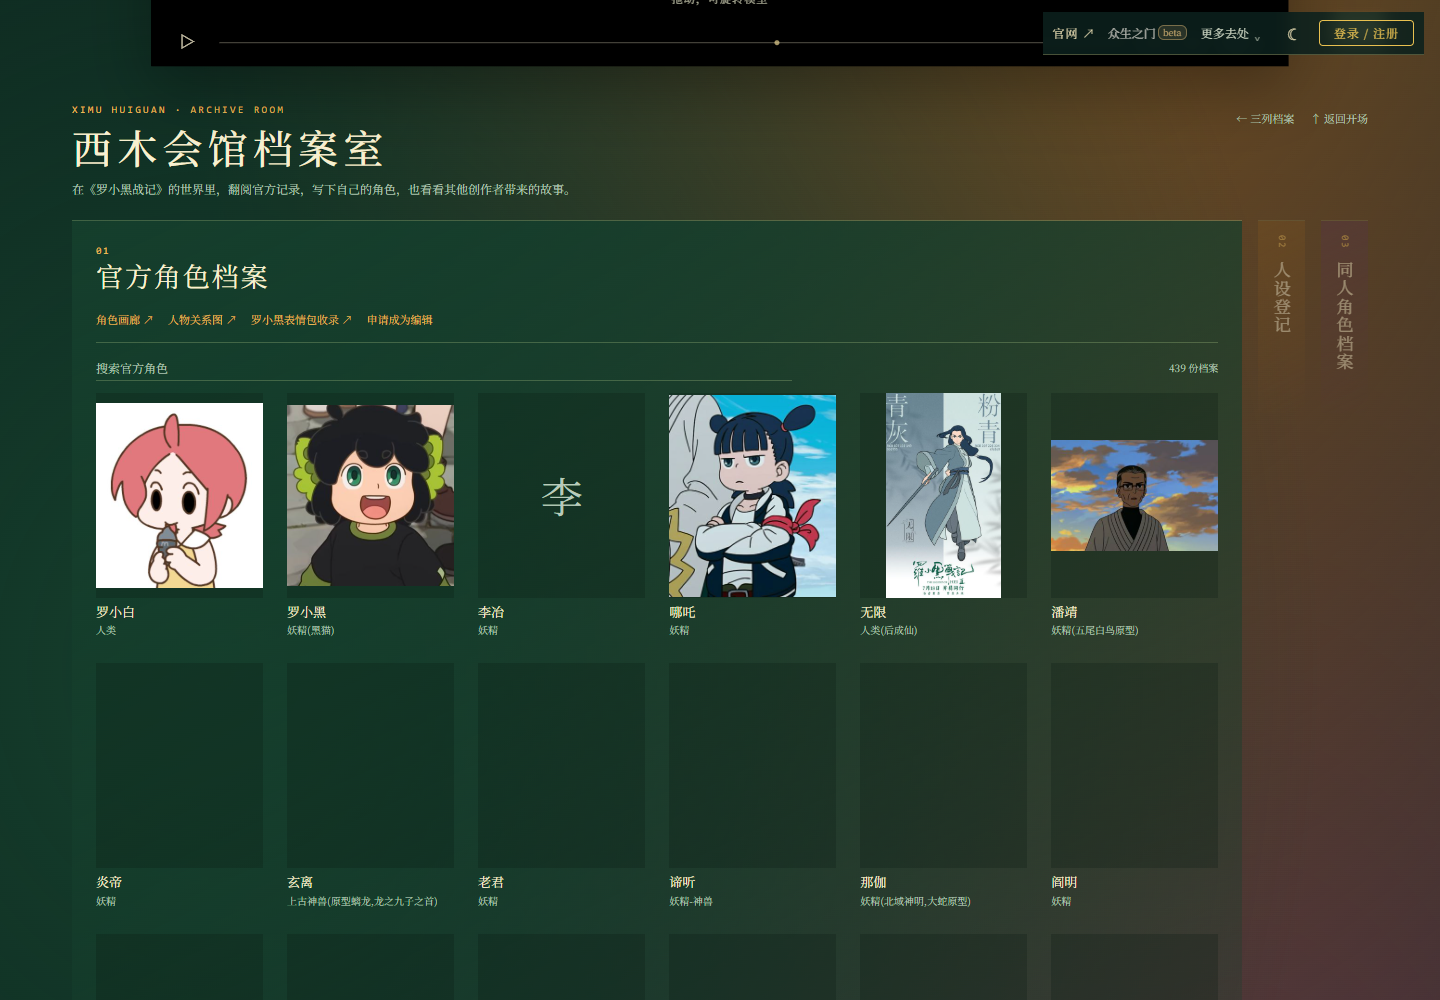 官网 ↗ 众生之门 beta 更多去处 登录 / 注册
XIMU HUIGUAN · ARCHIVE ROOM
西木会馆档案室
← 三列档案 ↑ 返回开场
在《罗小黑战记》的世界里，翻阅官方记录，写下自己的角色，也看看其他创作者带来的故事。
01
官方角色档案
角色画廊 ↗ 人物关系图 ↗ 罗小黑表情包收录 ↗ 申请成为编辑
搜索官方角色
439 份档案
02
人设登记
03
同人角色档案
李
青灰
粉青
无限
罗小白
人类
罗小黑
妖精(黑猫)
李冶
妖精
哪吒
妖精
无限
人类(后成仙)
潘靖
妖精(五尾白鸟原型)
炎帝
妖精
玄离
上古神兽(原型螭龙,龙之九子之首)
老君
妖精
谛听
妖精-神兽
那伽
妖精(北域神明,大蛇原型)
阎明
妖精